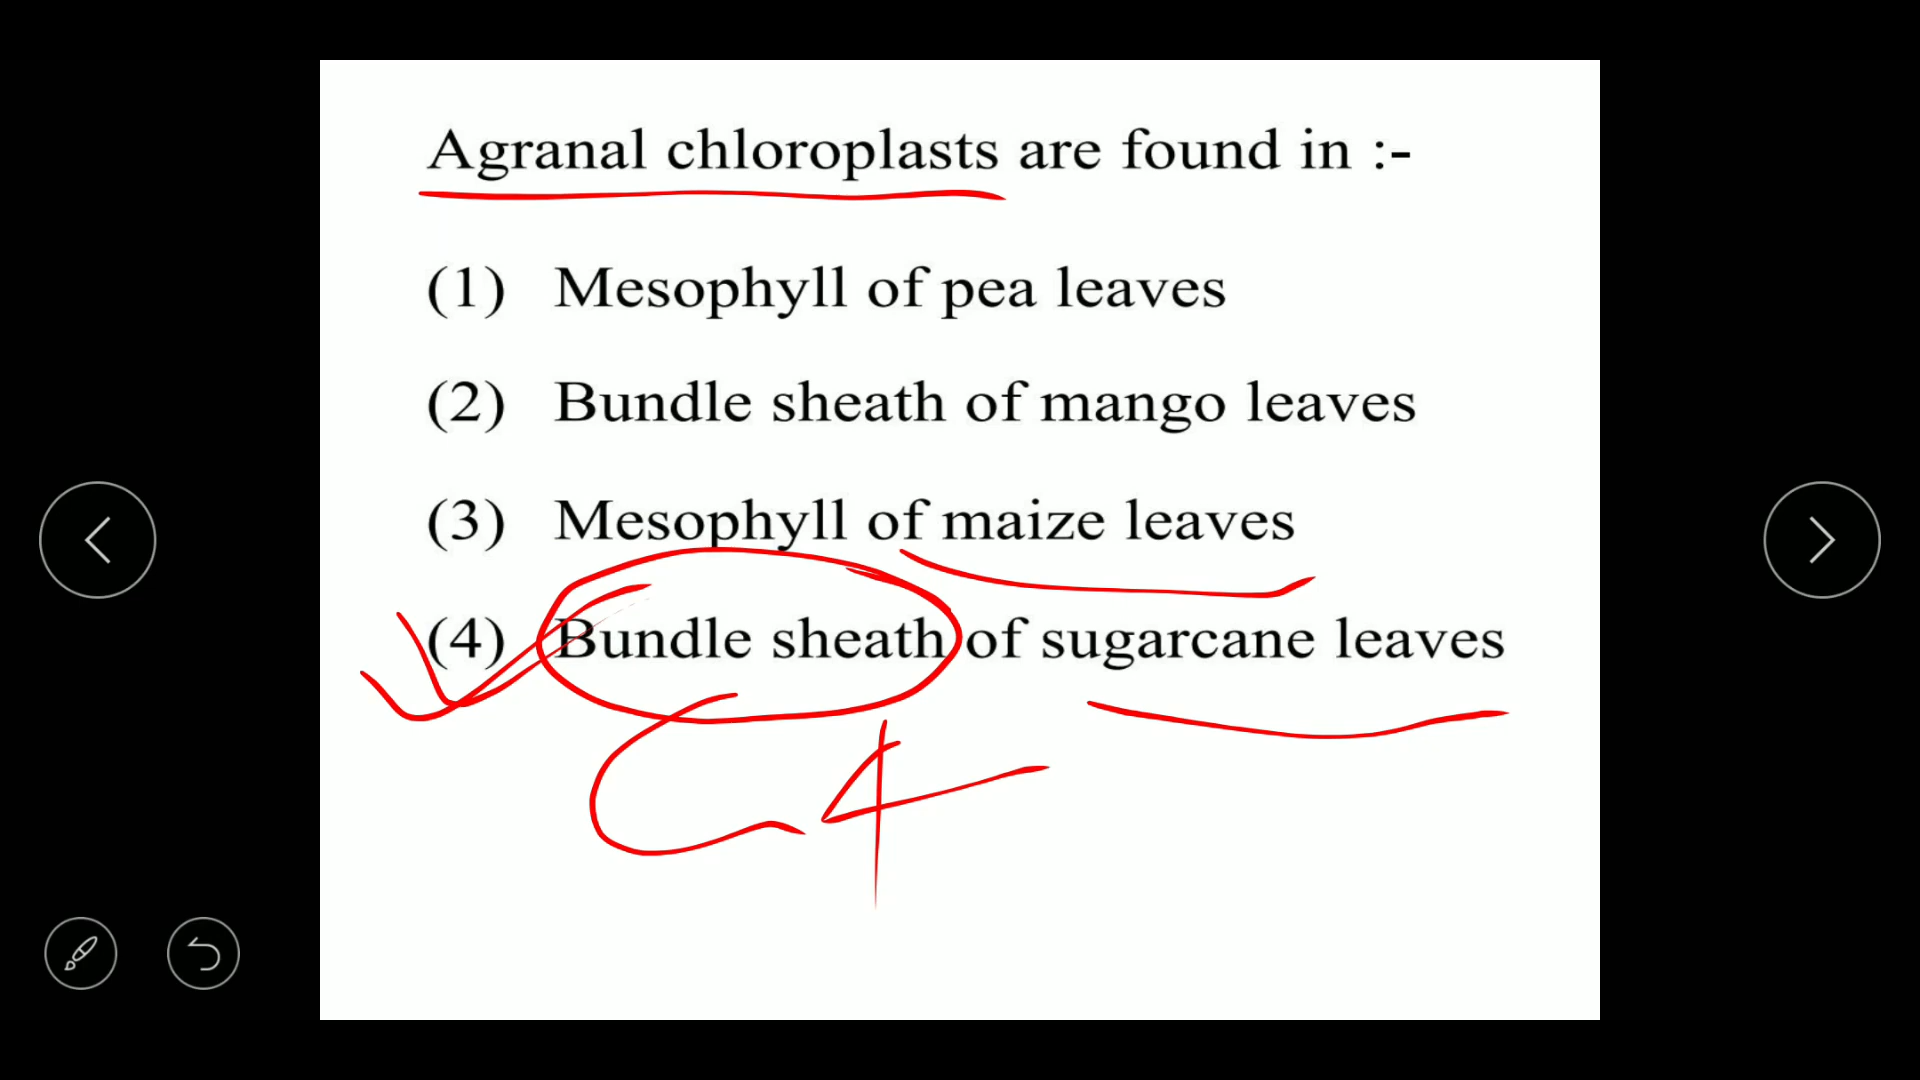 Agranal chloroplasts are found in :-
(1) Mesophyll of pea leaves
(2) Bundle sheath of mango leaves
(3) Mesophyll of maize leaves
(4) Bundle sheath of sugarcane leaves
C4